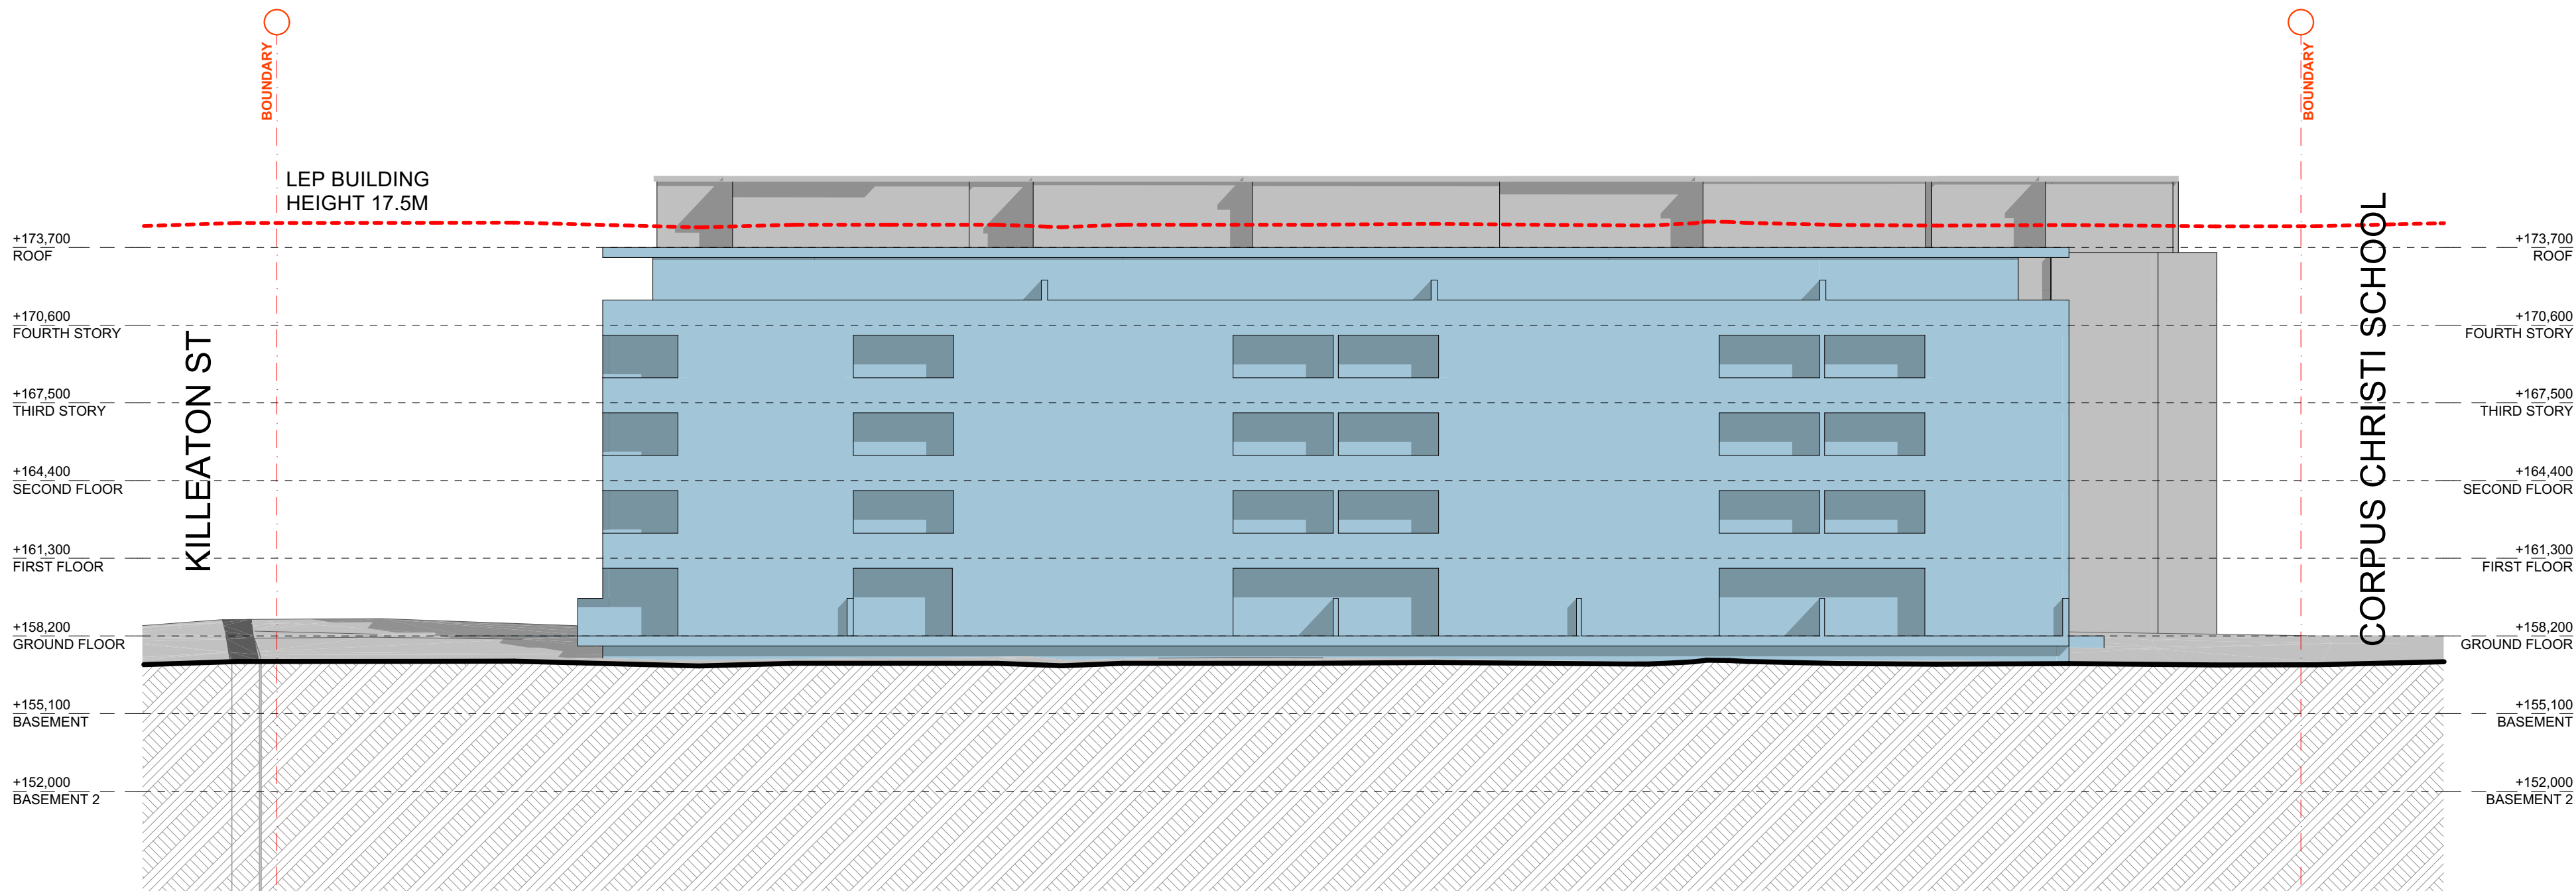 BOUNDARY
BOUNDARY
LEP BUILDING
HEIGHT 17.5M
KILLEATON ST
CORPUS CHRISTI SCHOOL
+173,700
ROOF
+170,600
FOURTH STORY
+167,500
THIRD STORY
+164,400
SECOND FLOOR
+161,300
FIRST FLOOR
+158,200
GROUND FLOOR
+155,100
BASEMENT
+152,000
BASEMENT 2
+173,700
ROOF
+170,600
FOURTH STORY
+167,500
THIRD STORY
+164,400
SECOND FLOOR
+161,300
FIRST FLOOR
+158,200
GROUND FLOOR
+155,100
BASEMENT
+152,000
BASEMENT 2